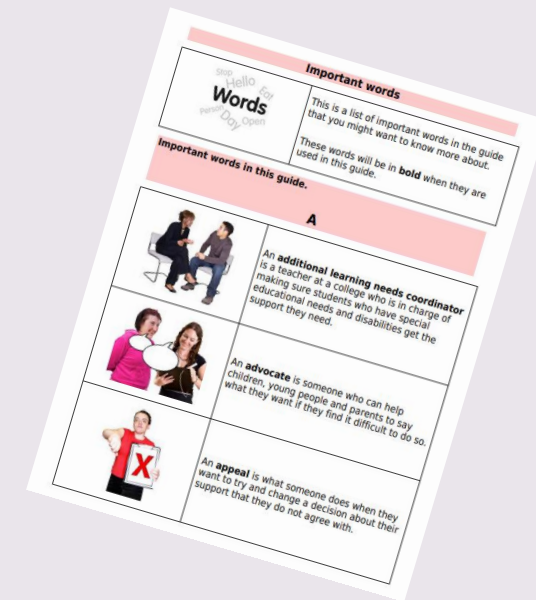 Important words
Stop
Hello
Eat
Words
Person
Day
Open
This is a list of important words in the guide
that you might want to know more about.
These words will be in bold when they are
used in this guide.
Important words in this guide.
A
An additional learning needs coordinator
is a teacher at a college who is in charge of
making sure students who have special
educational needs and disabilities get the
support they need.
An advocate is someone who can help
children, young people and parents to say
what they want if they find it difficult to do so.
An appeal is what someone does when they
want to try and change a decision about their
support that they do not agree with.
X